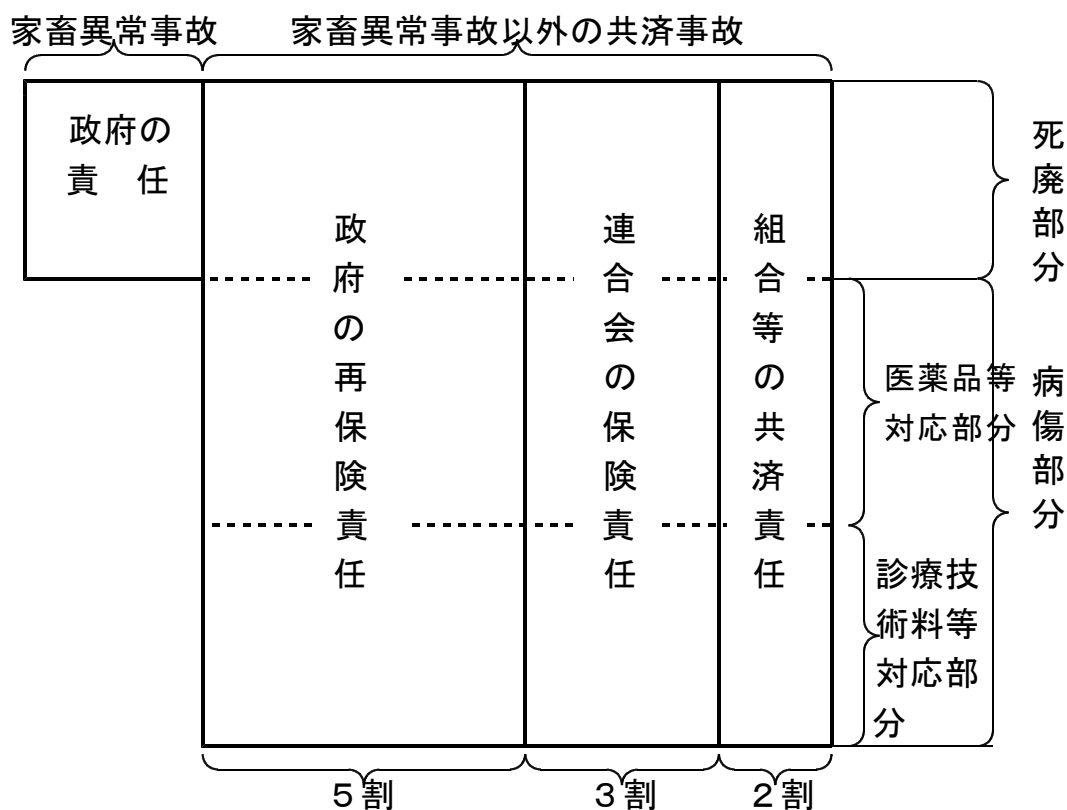 家畜異常事故
家畜異常事故以外の共済事故
政府の
責　任
政府の再保険責任
連合会の保険責任
組合等の共済責任
死廃部分
医薬品等
対応部分
病傷部分
診療技
術料等
対応部
分
５割
３割
２割